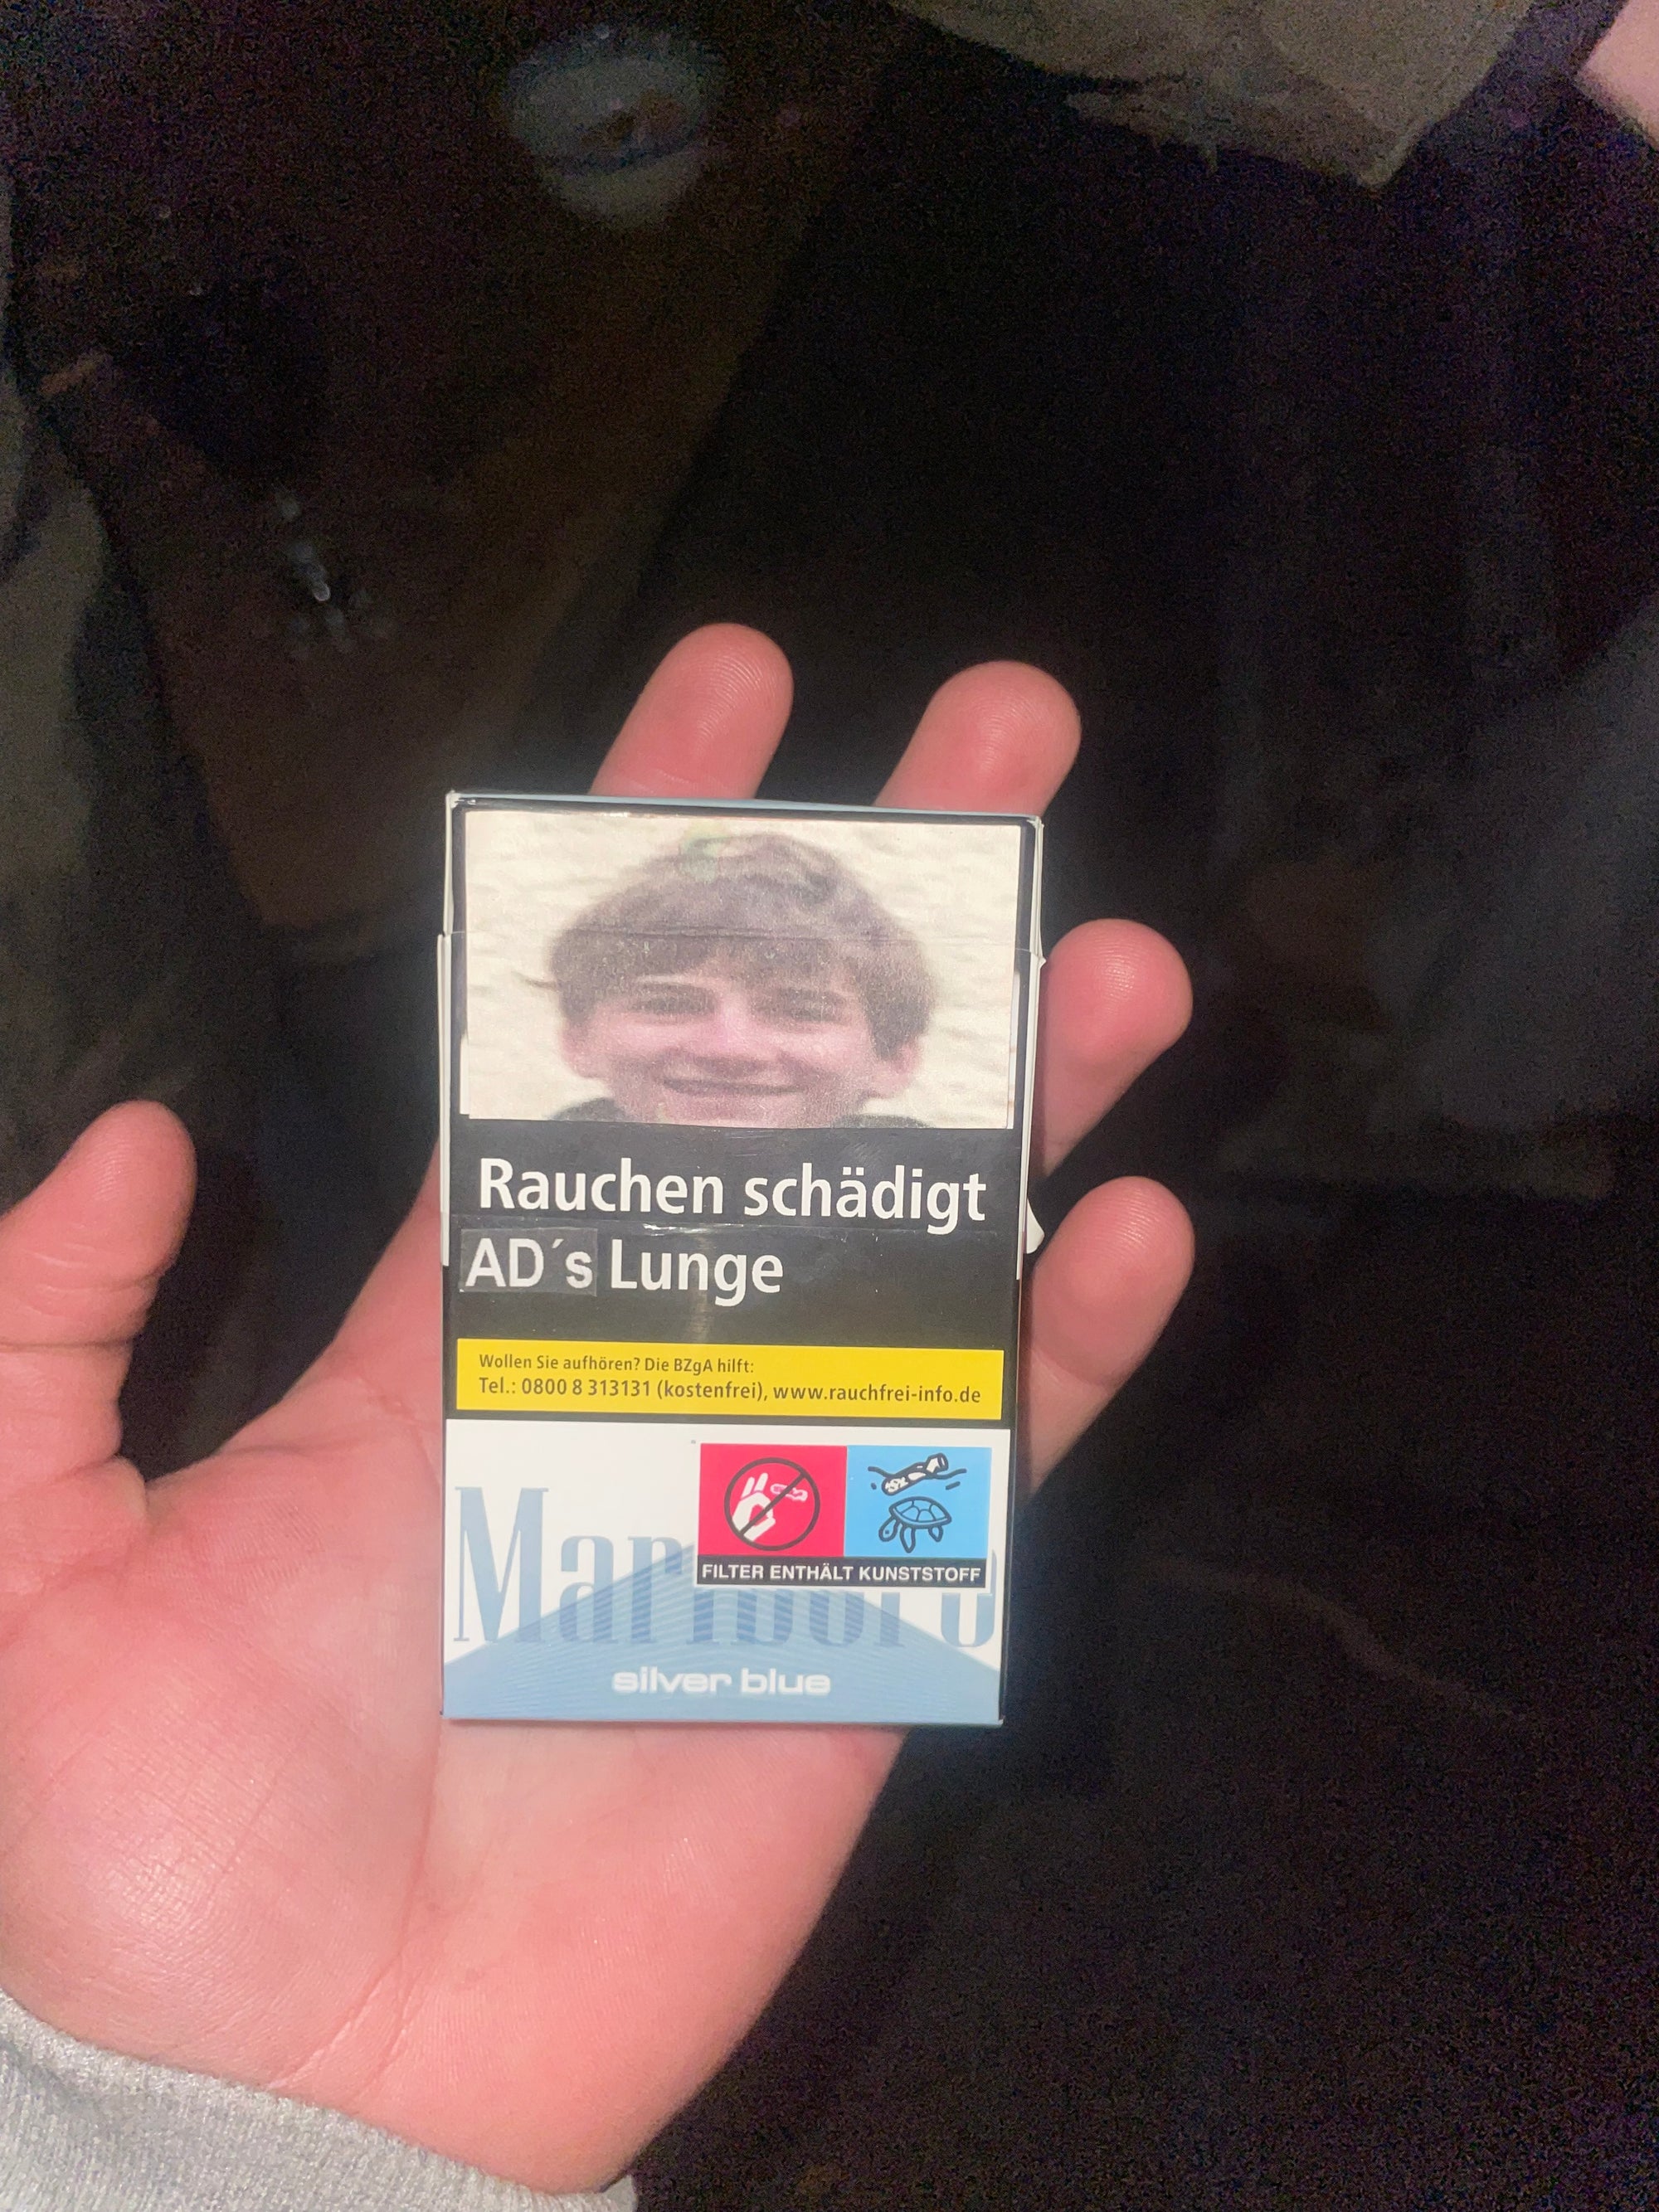 Rauchen schädigt
AD´s Lunge
Wollen Sie aufhören? Die BZgA hilft:
Tel.: 0800 8 313131 (kostenfrei), www.rauchfrei-info.de
FILTER ENTHÄLT KUNSTSTOFF
Marlboro
silver blue